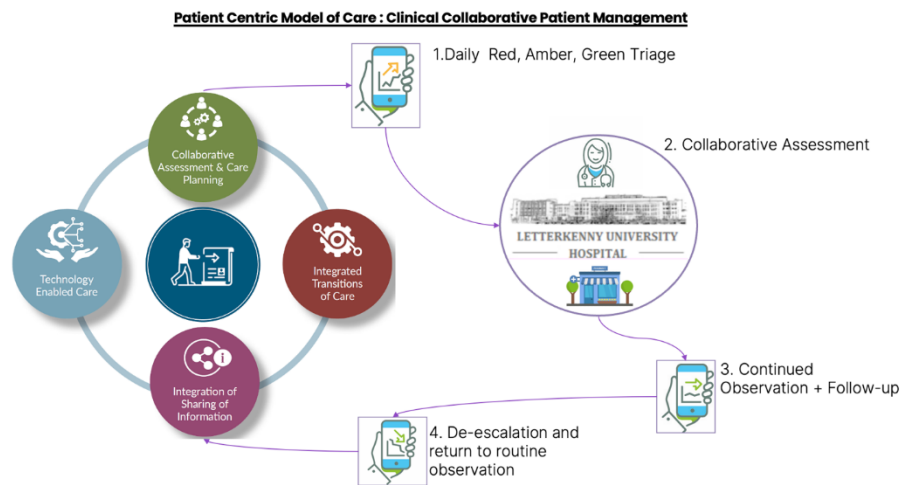 Patient Centric Model of Care : Clinical Collaborative Patient Management
1.Daily Red, Amber, Green Triage
Collaborative
Assessment & Care
Planning
2. Collaborative Assessment
LETTERKENNY UNIVERSITY
HOSPITAL
Technology
Enabled Care
Integrated
Transitions
of Care
Integration of
Sharing of
Information
3. Continued
Observation + Follow-up
4. De-escalation and
return to routine
observation